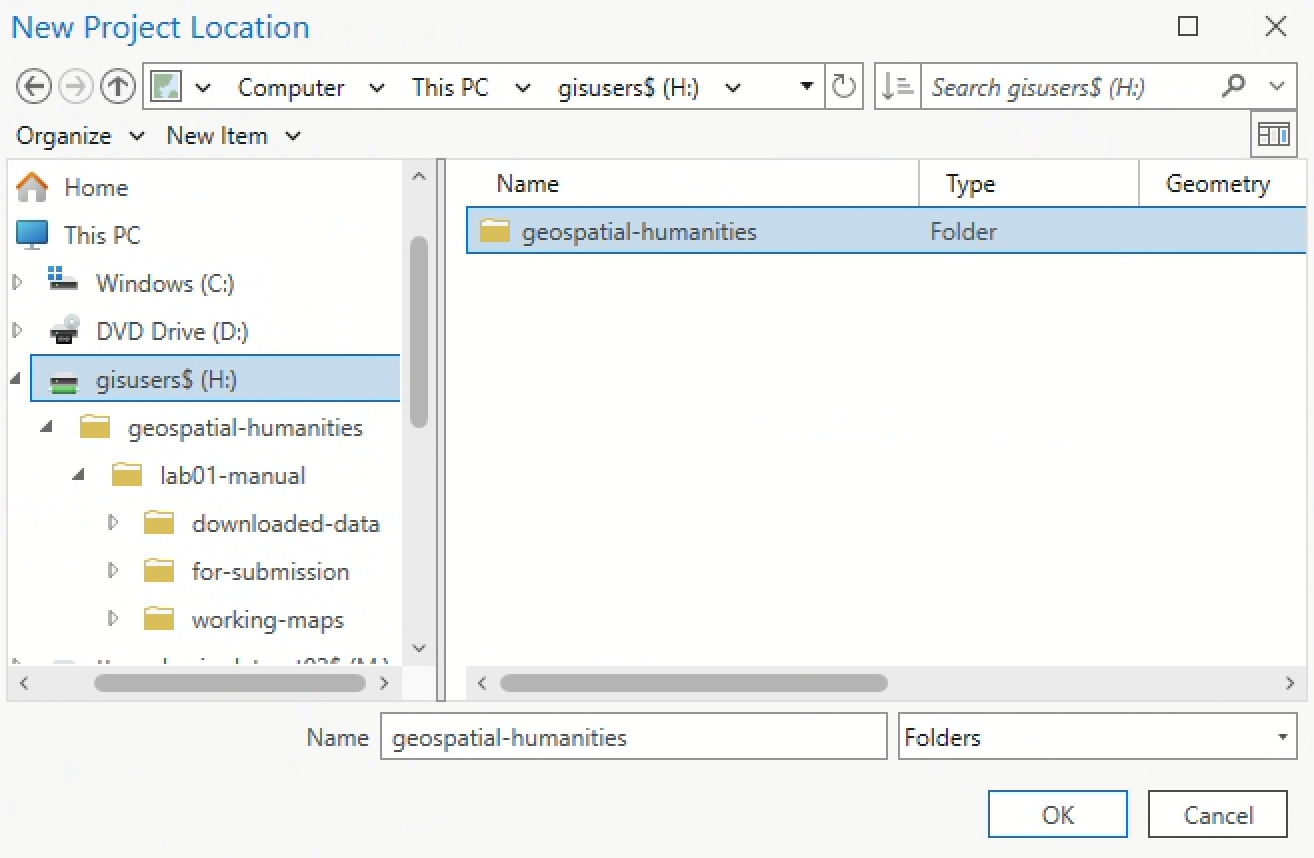 New Project Location
Computer This PC gisusers$ (H:) Search gisusers$ (H:)
Organize New Item
Home
This PC
Windows (C:)
DVD Drive (D:)
gisusers$ (H:)
geospatial-humanities
lab01-manual
downloaded-data
for-submission
working-maps
Name Type Geometry
geospatial-humanities Folder
Name geospatial-humanities Folders
OK Cancel